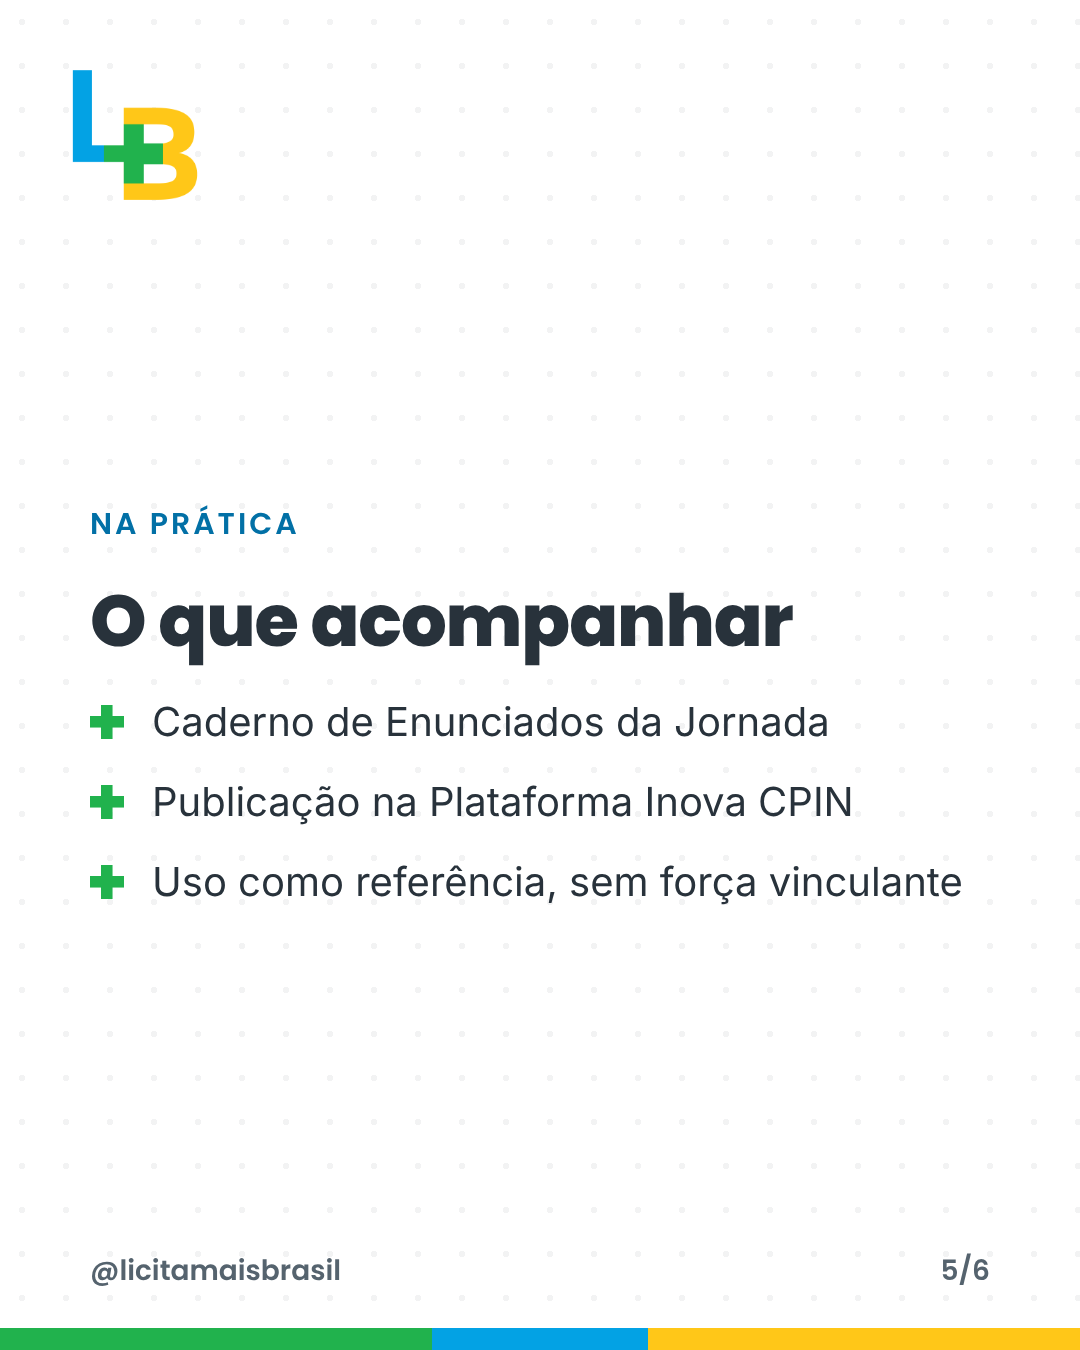 L+B
NA PRÁTICA
O que acompanhar
Caderno de Enunciados da Jornada
Publicação na Plataforma Inova CPIN
Uso como referência, sem força vinculante
@licitamaisbrasil
5/6